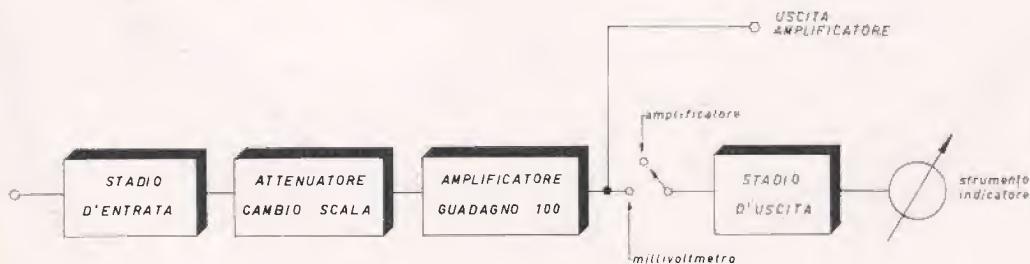 USCITA
AMPLIFICATORE
amplificatore
STADIO
D'ENTRATA
ATTENUATORE
CAMBIO SCALA
AMPLIFICATORE
GUADAGNO 100
STADIO
D'USCITA
strumento
indicatore
millivoltmetro